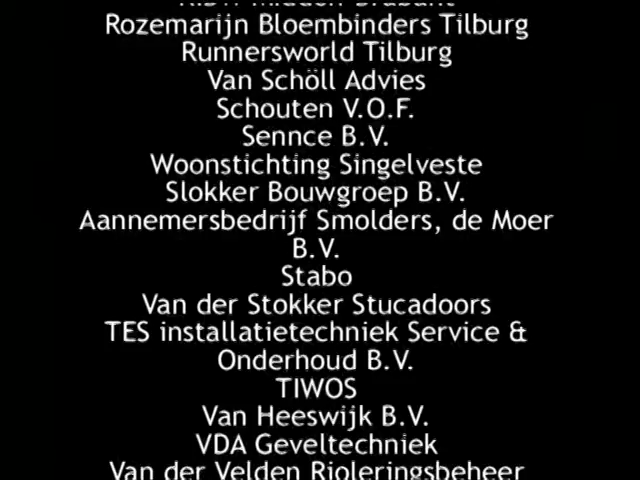 Rozemarijn Bloembinders Tilburg
Runnersworld Tilburg
Van Schöll Advies
Schouten V.O.F.
Sennce B.V.
Woonstichting Singelveste
Slokker Bouwgroep B.V.
Aannemersbedrijf Smolders, de Moer
B.V.
Stabo
Van der Stokker Stucadoors
TES installatietechniek Service &
Onderhoud B.V.
TIWOS
Van Heeswijk B.V.
VDA Geveltechniek
Van der Velden Rioleringsbeheer